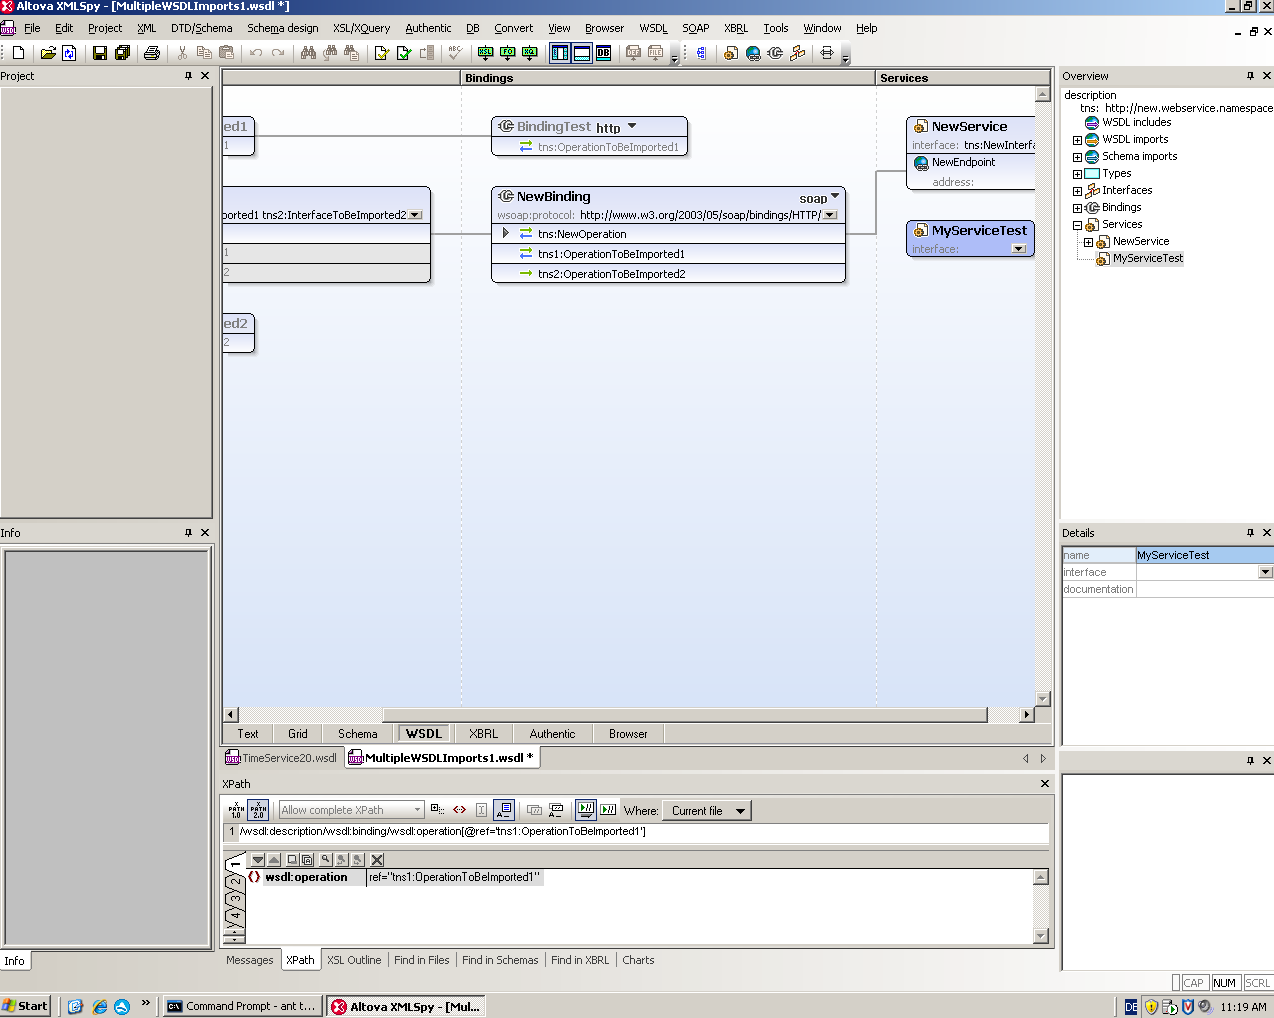 Altova XMLSpy - [MultipleWSDLImports1.wsdl *]
File Edit Project XML DTD/Schema Schema design XSL/XQuery Authentic DB Convert View Browser WSDL SOAP XBRL Tools Window Help
Project
Bindings
Services
ed1
1
BindingTest http
tns:OperationToBeImported1
NewService
interface: tns:NewInterfa
NewEndpoint
address:
ported1 tns2:InterfaceToBeImported2
1
2
NewBinding
soap
wsoap:protocol: http://www.w3.org/2003/05/soap/bindings/HTTP/
tns:NewOperation
tns1:OperationToBeImported1
tns2:OperationToBeImported2
MyServiceTest
interface:
ed2
2
Overview
description
tns: http://new.webservice.namespace
WSDL includes
WSDL imports
Schema imports
Types
Interfaces
Bindings
Services
NewService
MyServiceTest
Info
Details
name MyServiceTest
interface
documentation
Text Grid Schema WSDL XBRL Authentic Browser
TimeService20.wsdl MultipleWSDLImports1.wsdl *
XPath
XPATH 1.0 XPATH 2.0 Allow complete XPath Where: Current file
1 /wsdl:description/wsdl:binding/wsdl:operation[@ref='tns1:OperationToBeImported1']
1
2
3
4
wsdl:operation ref="tns1:OperationToBeImported1"
Info
Messages XPath XSL Outline Find in Files Find in Schemas Find in XBRL Charts
CAP NUM SCRL
Start
Command Prompt - ant t...
Altova XMLSpy - [Mul...
DE
11:19 AM